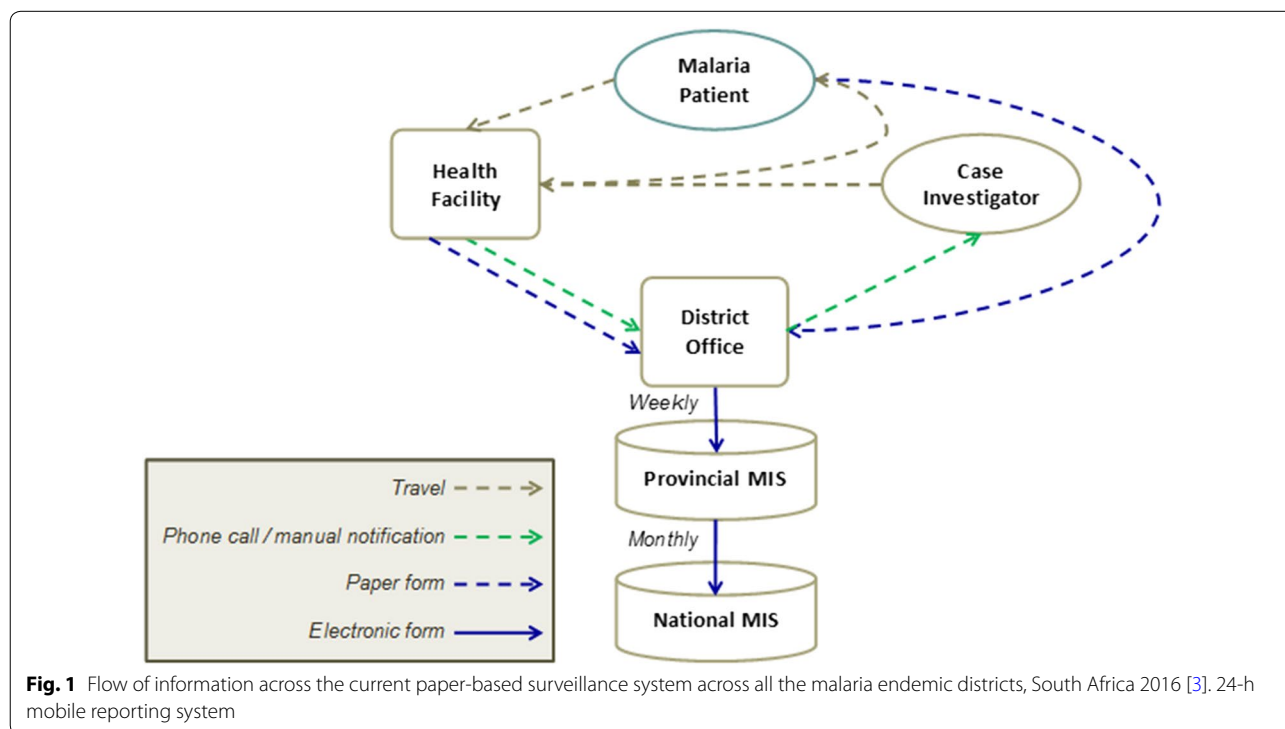 Malaria
Patient
Health
Facility
Case
Investigator
District
Office
Weekly
Provincial MIS
Monthly
National MIS
Travel
Phone call / manual notification
Paper form
Electronic form
Fig. 1 Flow of information across the current paper-based surveillance system across all the malaria endemic districts, South Africa 2016 [3]. 24-h
mobile reporting system